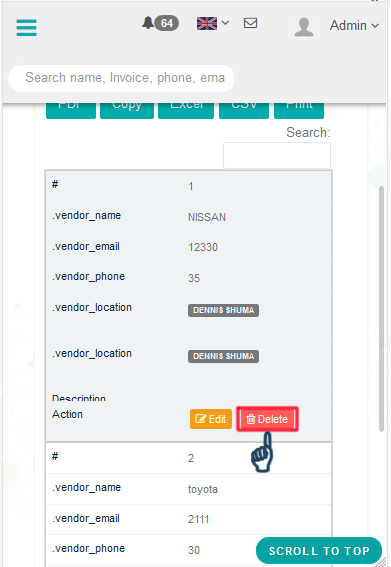 64
Admin
Search name, Invoice, phone, ema
PDF Copy Excel CSV Print
Search:
# 1
.vendor_name NISSAN
.vendor_email 12330
.vendor_phone 35
.vendor_location DENNIS SHUMA
.vendor_location DENNIS SHUMA
Description
Action Edit Delete
# 2
.vendor_name toyota
.vendor_email 2111
.vendor_phone 30
SCROLL TO TOP